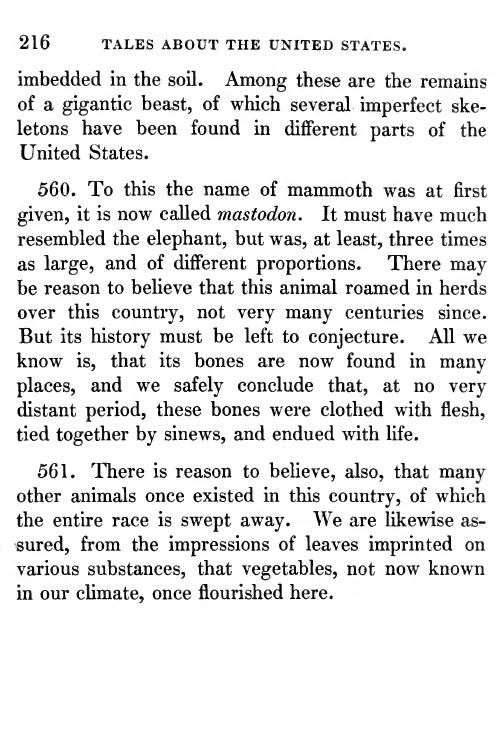 216 TALES ABOUT THE UNITED STATES.
imbedded in the soil. Among these are the remains
of a gigantic beast, of which several imperfect ske-
letons have been found in different parts of the
United States.
560. To this the name of mammoth was at first
given, it is now called mastodon. It must have much
resembled the elephant, but was, at least, three times
as large, and of different proportions. There may
be reason to believe that this animal roamed in herds
over this country, not very many centuries since.
But its history must be left to conjecture. All we
know is, that its bones are now found in many
places, and we safely conclude that, at no very
distant period, these bones were clothed with flesh,
tied together by sinews, and endued with life.
561. There is reason to believe, also, that many
other animals once existed in this country, of which
the entire race is swept away. We are likewise as-
sured, from the impressions of leaves imprinted on
various substances, that vegetables, not now known
in our climate, once flourished here.